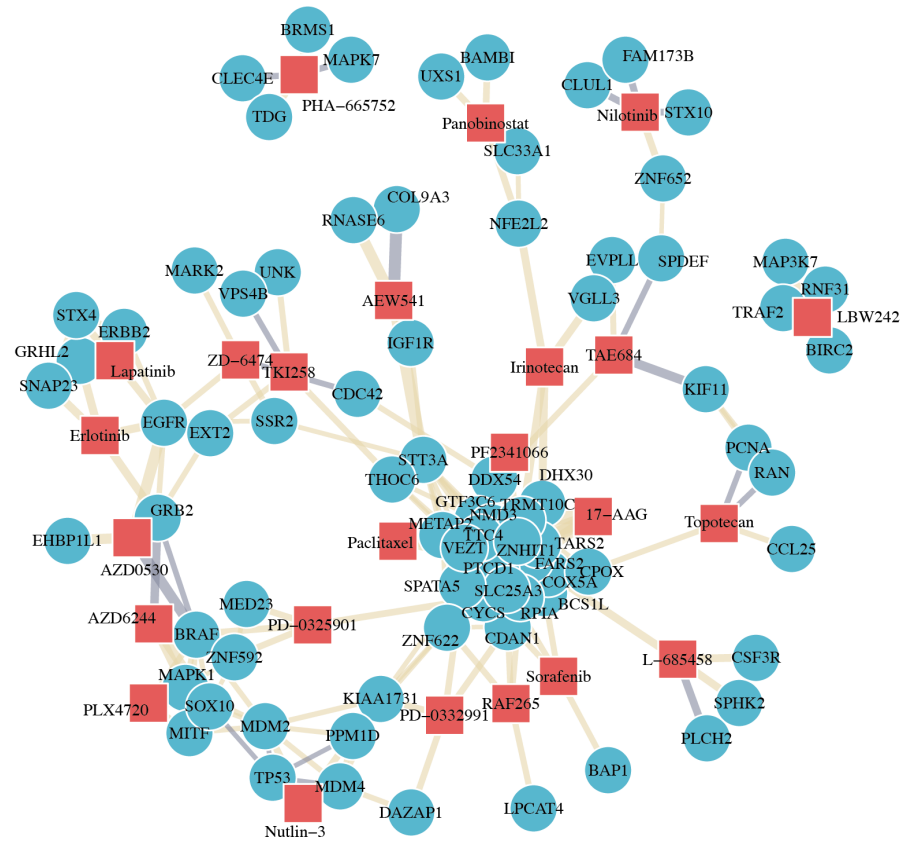 BRMS1
MAPK7
CLEC4E
PHA−665752
TDG
BAMBI
UXS1
Panobinostat
SLC33A1
NFE2L2
FAM173B
CLUL1
Nilotinib
STX10
ZNF652
COL9A3
RNASE6
AEW541
IGF1R
EVPLL
SPDEF
VGLL3
MAP3K7
RNF31
TRAF2
LBW242
BIRC2
MARK2
UNK
VPS4B
STX4
ERBB2
GRHL2
Lapatinib
SNAP23
ZD−6474
TKI258
CDC42
Irinotecan
TAE684
KIF11
Erlotinib
EGFR
EXT2
SSR2
STT3A
THOC6
PF2341066
DDX54
DHX30
PCNA
RAN
GTF3C6
TRMT10C
NMD3
17−AAG
Topotecan
CCL25
GRB2
EHBP1L1
AZD0530
Paclitaxel
METAP2
TTC4
VEZT
ZNHIT1
TARS2
PTCD1
FARS2
CPOX
COX5A
SPATA5
SLC25A3
BCS1L
CYCS
RPIA
ZNF622
CDAN1
AZD6244
BRAF
MED23
PD−0325901
ZNF592
MAPK1
SOX10
PLX4720
MITF
MDM2
KIAA1731
PPM1D
PD−0332991
RAF265
Sorafenib
L−685458
CSF3R
SPHK2
PLCH2
TP53
MDM4
Nutlin−3
DAZAP1
LPCAT4
BAP1